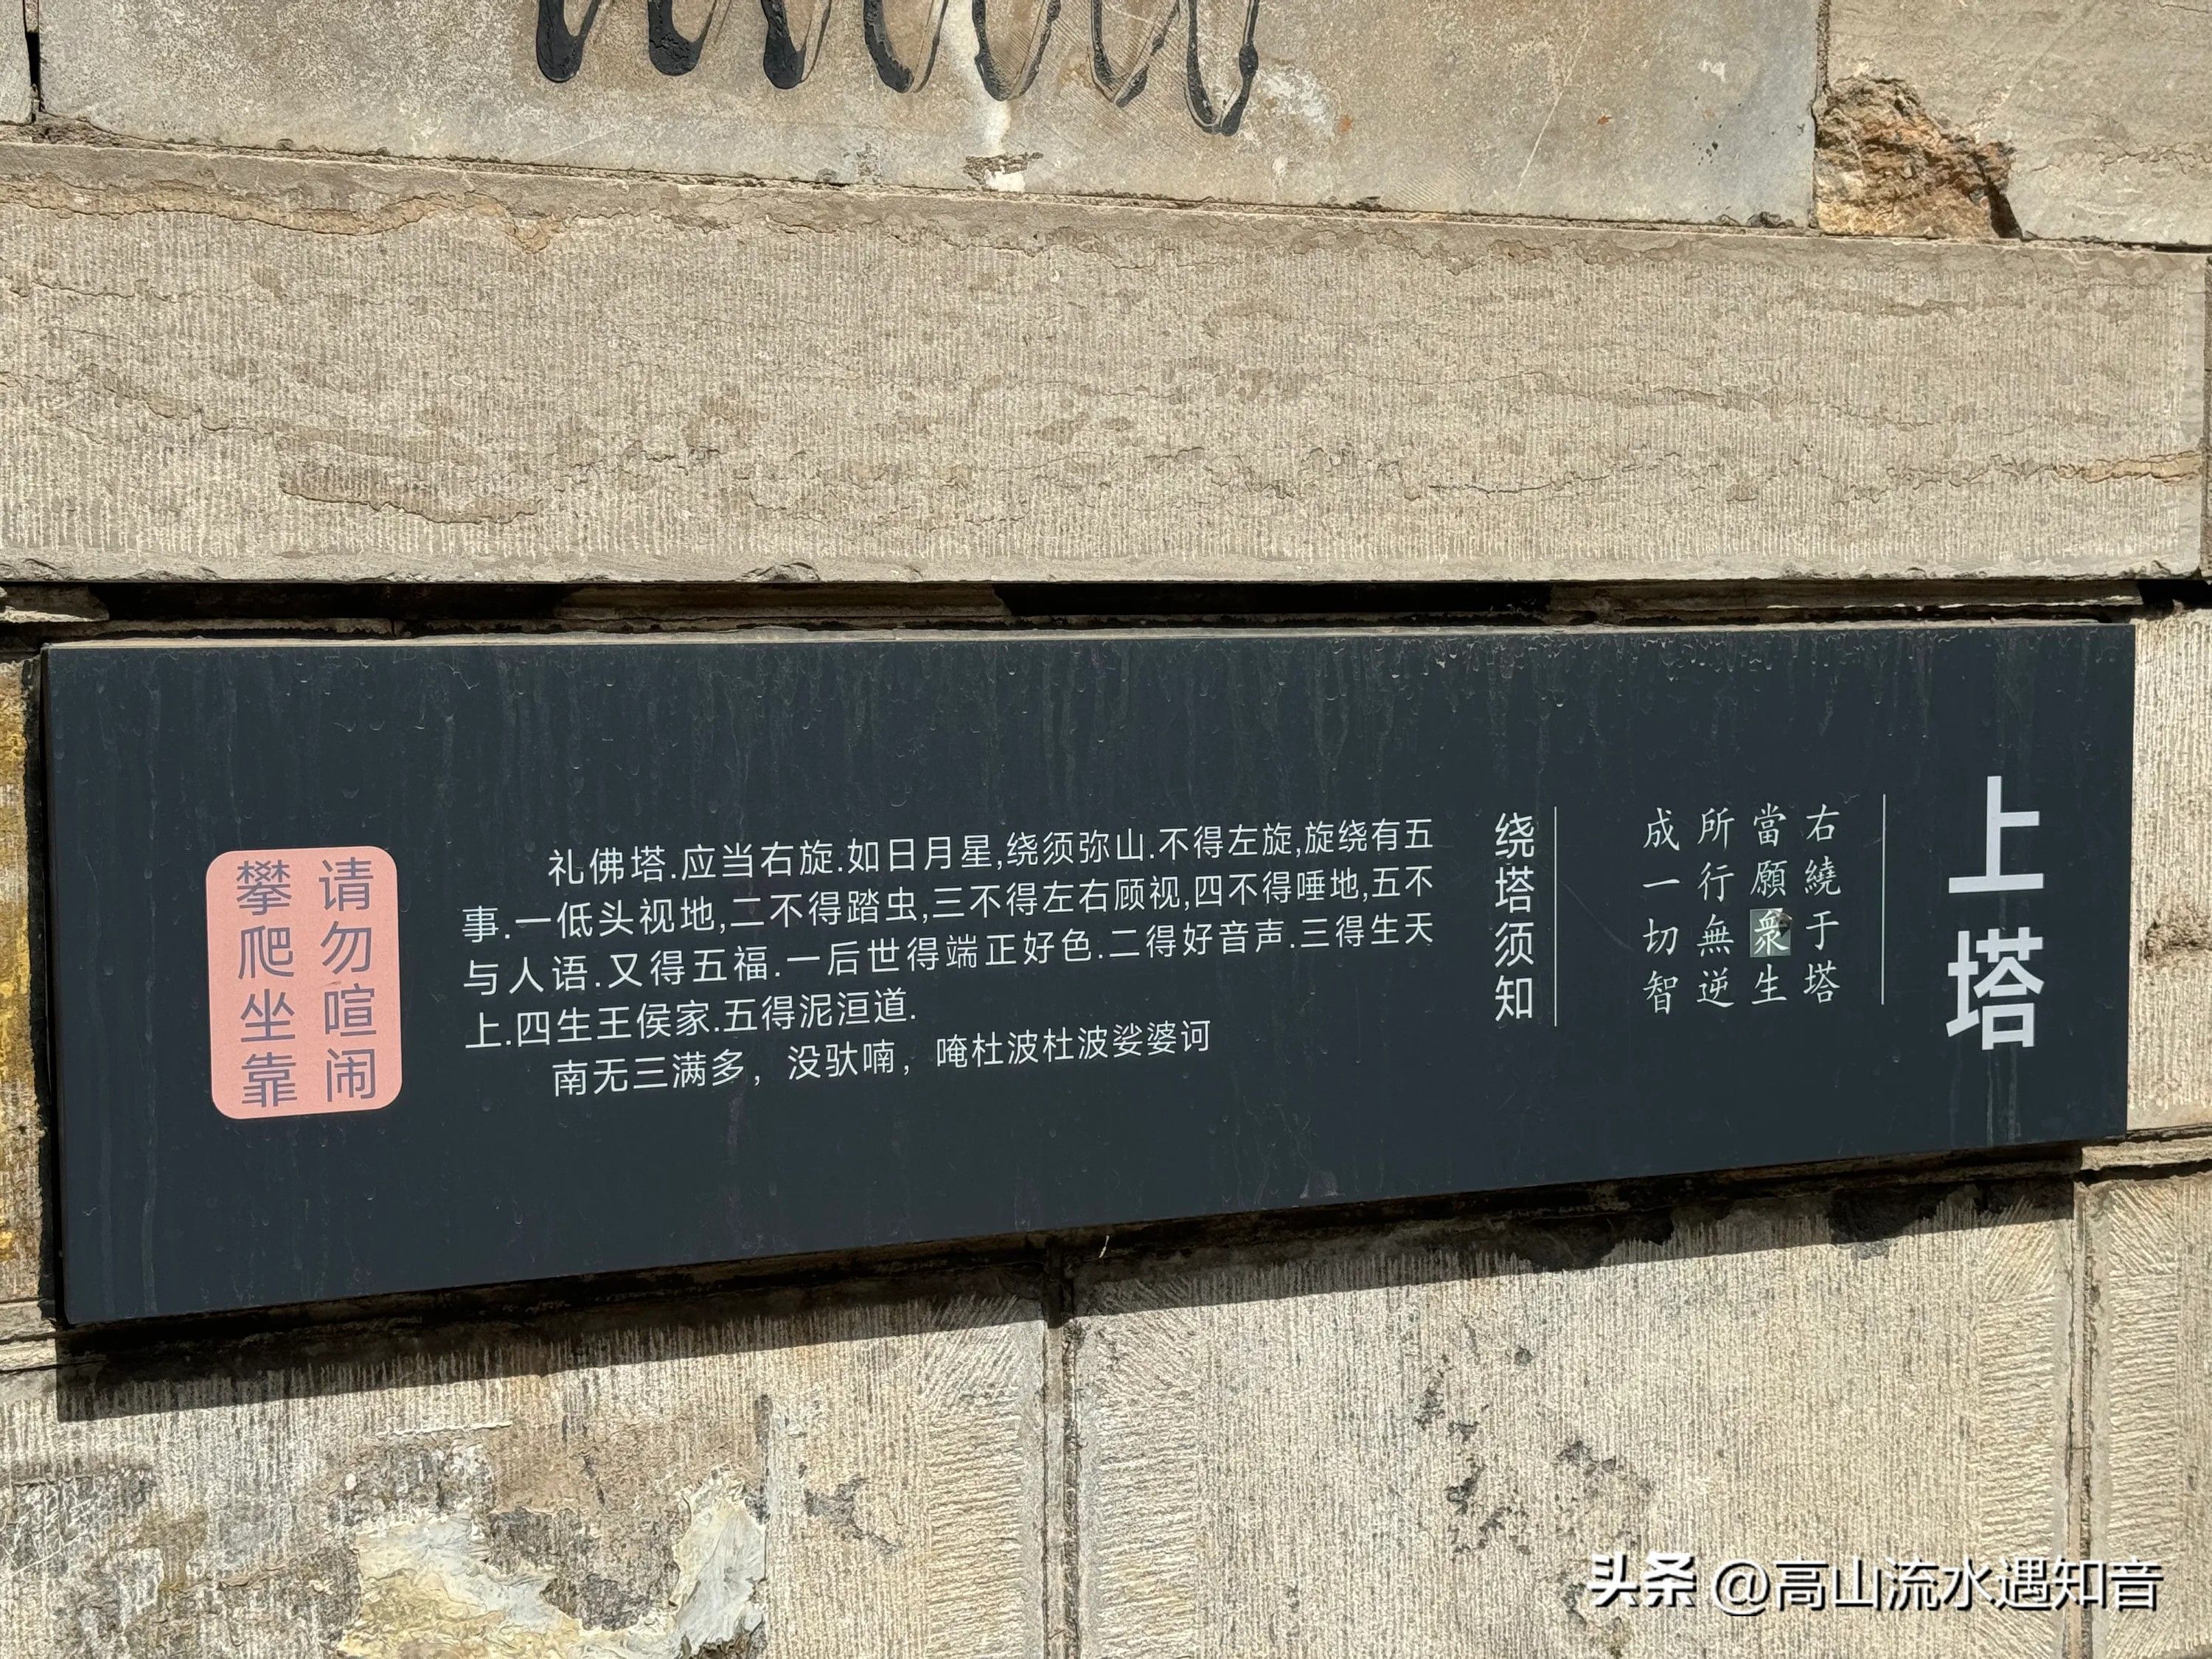 上塔
右繞于塔
當願衆生
所行無逆
成一切智
绕塔须知
礼佛塔.应当右旋.如日月星,绕须弥山.不得左旋,旋绕有五
事.一低头视地,二不得踏虫,三不得左右顾视,四不得唾地,五不
与人语.又得五福.一后世得端正好色.二得好音声.三得生天
上.四生王侯家.五得泥洹道.
南无三满多，没驮喃，唵杜波杜波娑婆诃
请勿喧闹
攀爬坐靠
头条 @高山流水遇知音